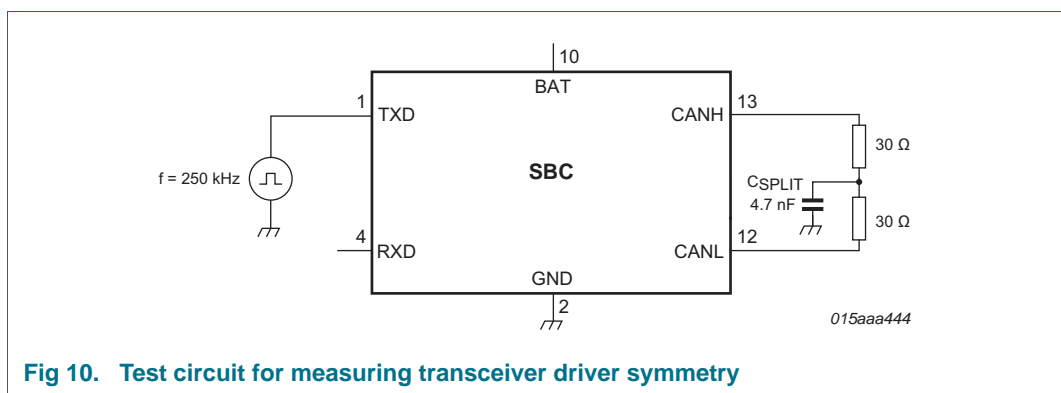 10
BAT
1
TXD
CANH
13
30 Ω
f = 250 kHz
SBC
CSPLIT
4.7 nF
30 Ω
4
RXD
CANL
12
GND
2
015aaa444
Fig 10. Test circuit for measuring transceiver driver symmetry